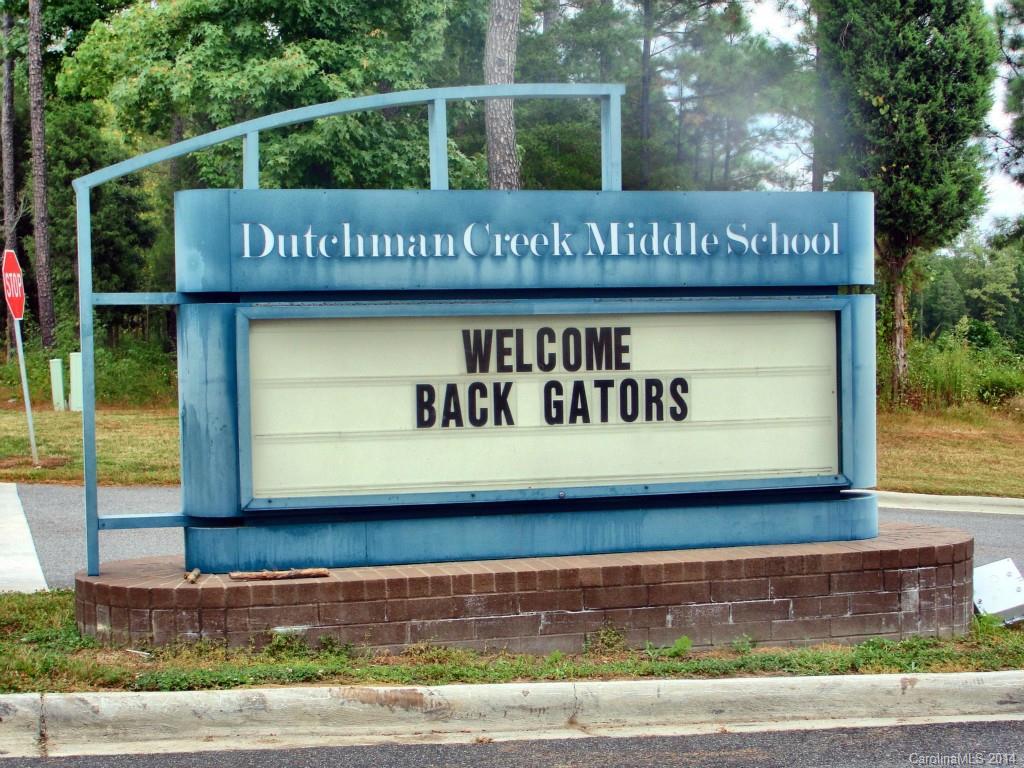 Dutchman Creek Middle School
WELCOME
BACK GATORS
STOP
CarolinaMLS 2014